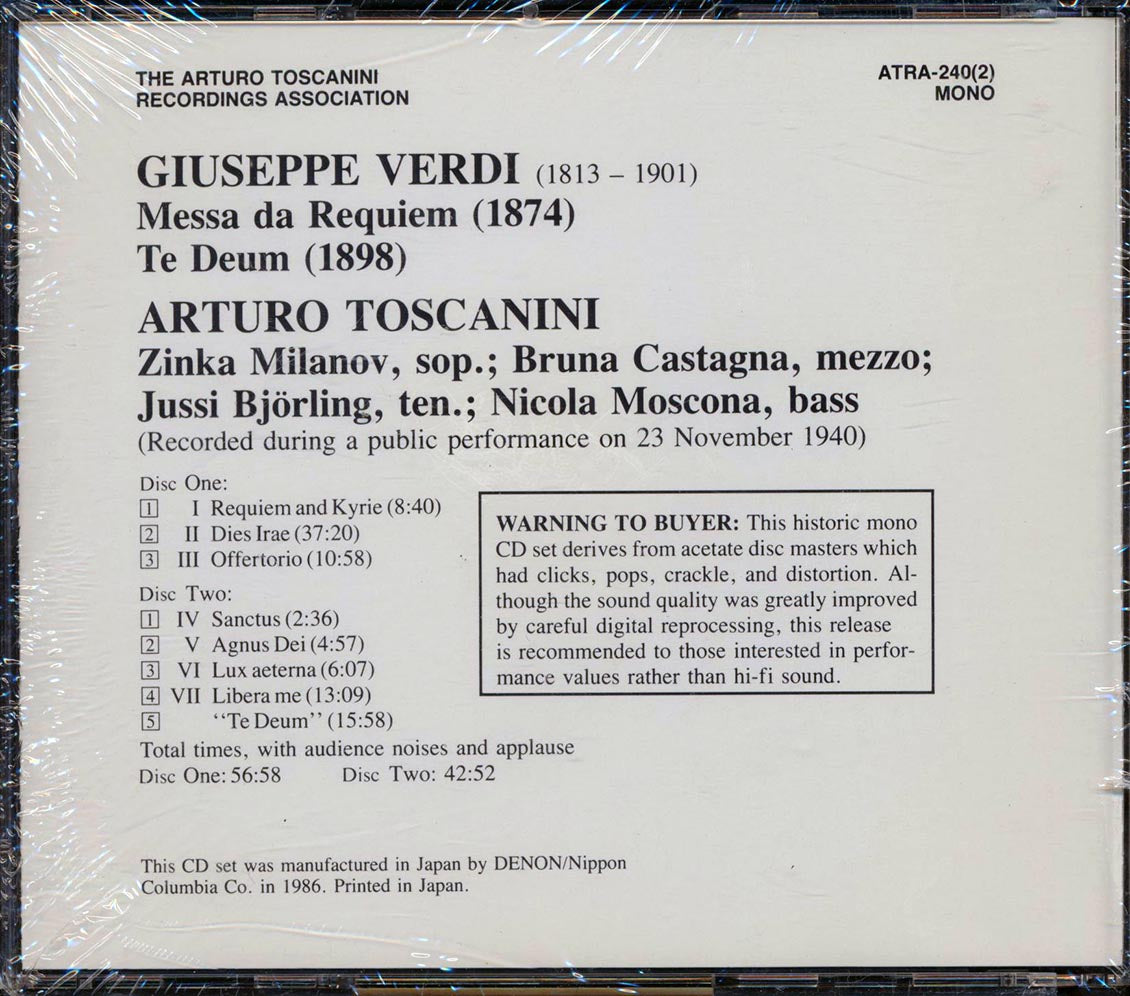 THE ARTURO TOSCANINI
RECORDINGS ASSOCIATION
ATRA-240(2)
MONO
GIUSEPPE VERDI (1813 – 1901)
Messa da Requiem (1874)
Te Deum (1898)
ARTURO TOSCANINI
Zinka Milanov, sop.; Bruna Castagna, mezzo;
Jussi Björling, ten.; Nicola Moscona, bass
(Recorded during a public performance on 23 November 1940)
Disc One:
1 I Requiem and Kyrie (8:40)
2 II Dies Irae (37:20)
3 III Offertorio (10:58)
Disc Two:
1 IV Sanctus (2:36)
2 V Agnus Dei (4:57)
3 VI Lux aeterna (6:07)
4 VII Libera me (13:09)
5 ‘‘Te Deum’’ (15:58)
Total times, with audience noises and applause
Disc One: 56:58 Disc Two: 42:52
WARNING TO BUYER: This historic mono
CD set derives from acetate disc masters which
had clicks, pops, crackle, and distortion. Al-
though the sound quality was greatly improved
by careful digital reprocessing, this release
is recommended to those interested in perfor-
mance values rather than hi-fi sound.
This CD set was manufactured in Japan by DENON/Nippon
Columbia Co. in 1986. Printed in Japan.